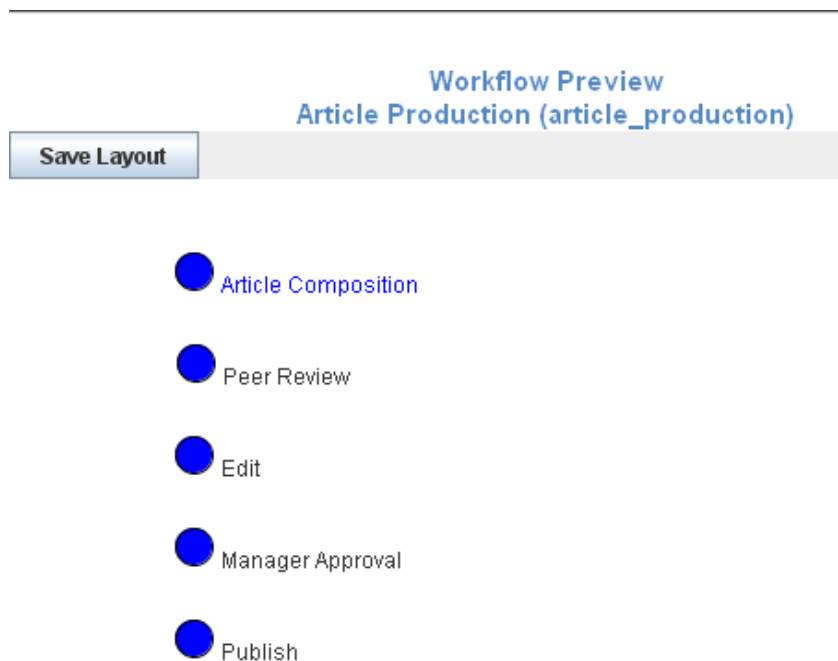 Workflow Preview
Article Production (article_production)
Save Layout
Article Composition
Peer Review
Edit
Manager Approval
Publish